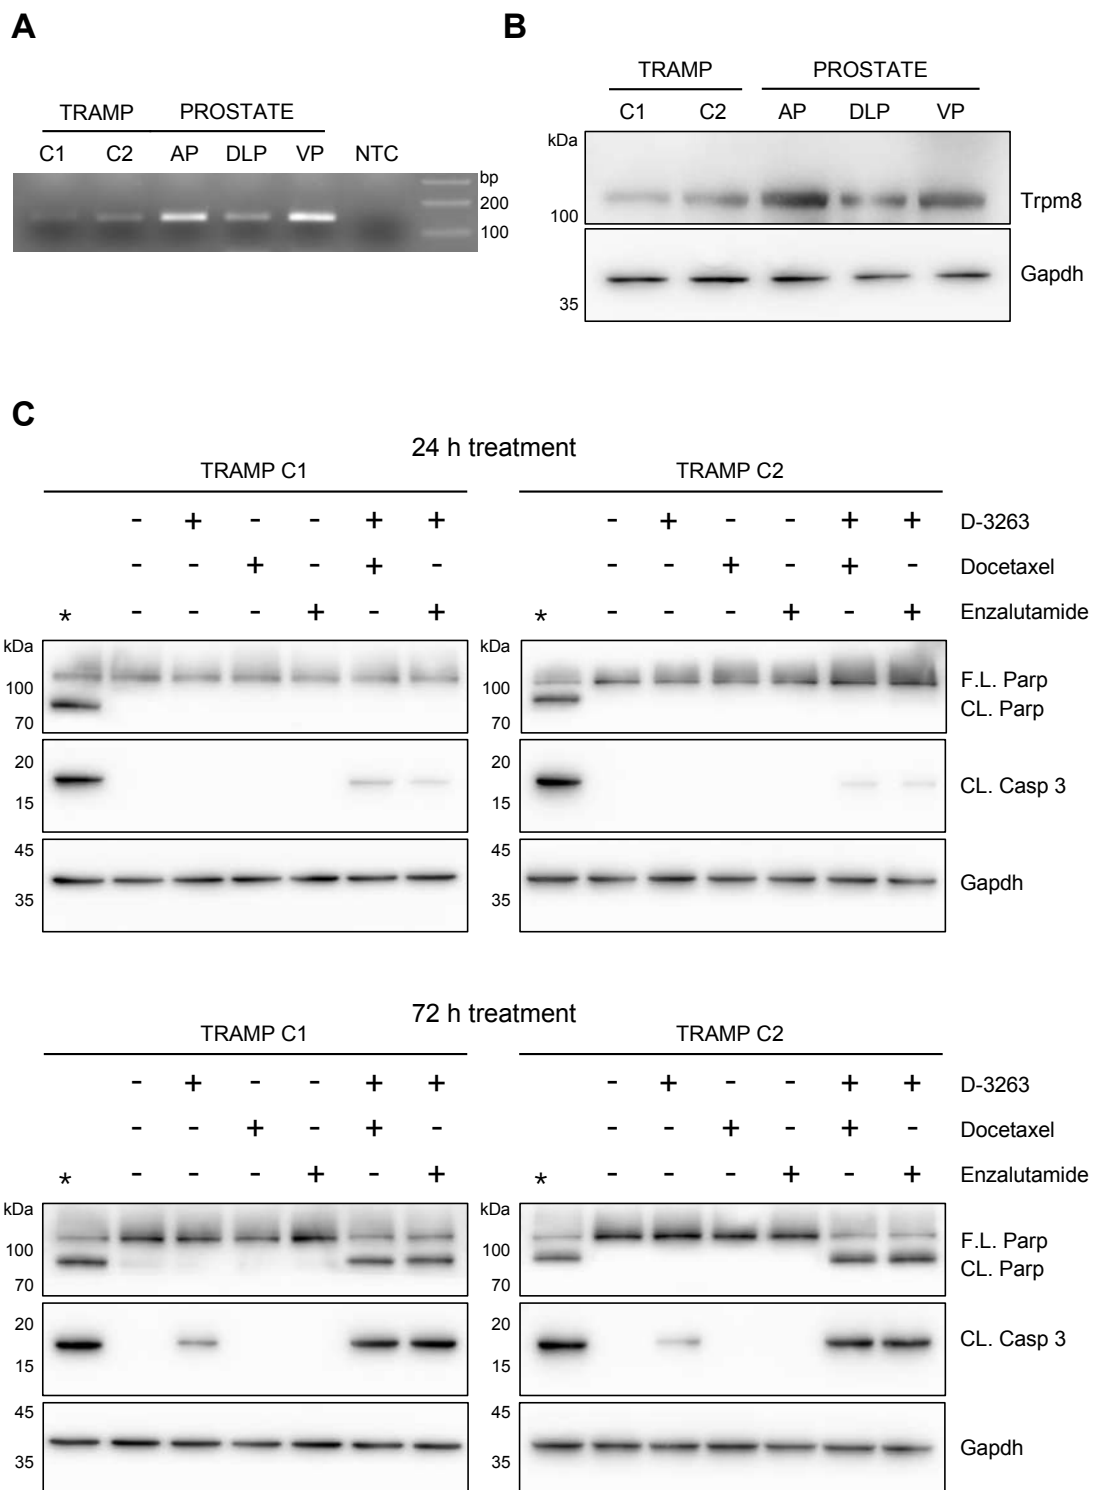 A
TRAMP PROSTATE
C1 C2 AP DLP VP NTC
bp
200
100
B
TRAMP PROSTATE
C1 C2 AP DLP VP
kDa
100
Trpm8
35
Gapdh
C
24 h treatment
TRAMP C1 TRAMP C2
- + - - + + - + - - + + D-3263
- - + - + - - - + - + - Docetaxel
* - - - + - + * - - - + - + Enzalutamide
kDa kDa
100 100 F.L. Parp
70 70 CL. Parp
20 20
15 15 CL. Casp 3
45 45
35 35 Gapdh
72 h treatment
TRAMP C1 TRAMP C2
- + - - + + - + - - + + D-3263
- - + - + - - - + - + - Docetaxel
* - - - + - + * - - - + - + Enzalutamide
kDa kDa
100 100 F.L. Parp
70 70 CL. Parp
20 20
15 15 CL. Casp 3
45 45
35 35 Gapdh